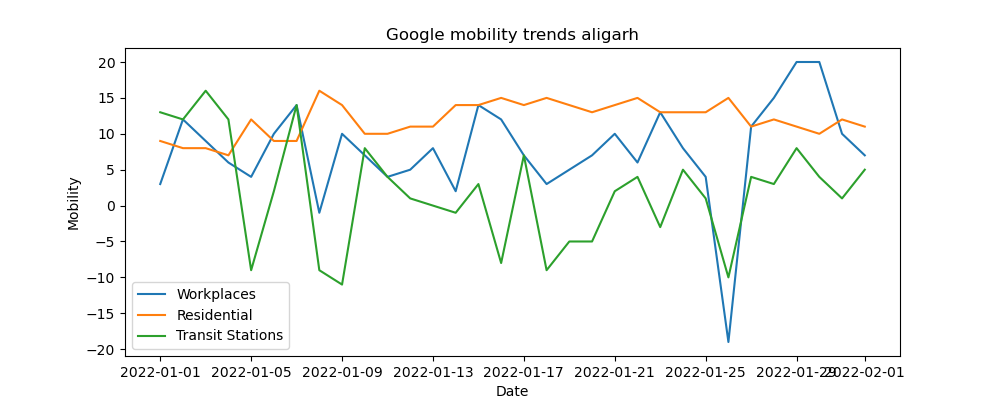 Google mobility trends aligarh
20
15
10
5
0
−5
−10
−15
−20
Mobility
Workplaces
Residential
Transit Stations
2022-01-01 2022-01-05 2022-01-09 2022-01-13 2022-01-17 2022-01-21 2022-01-25 2022-01-29 2022-02-01
Date